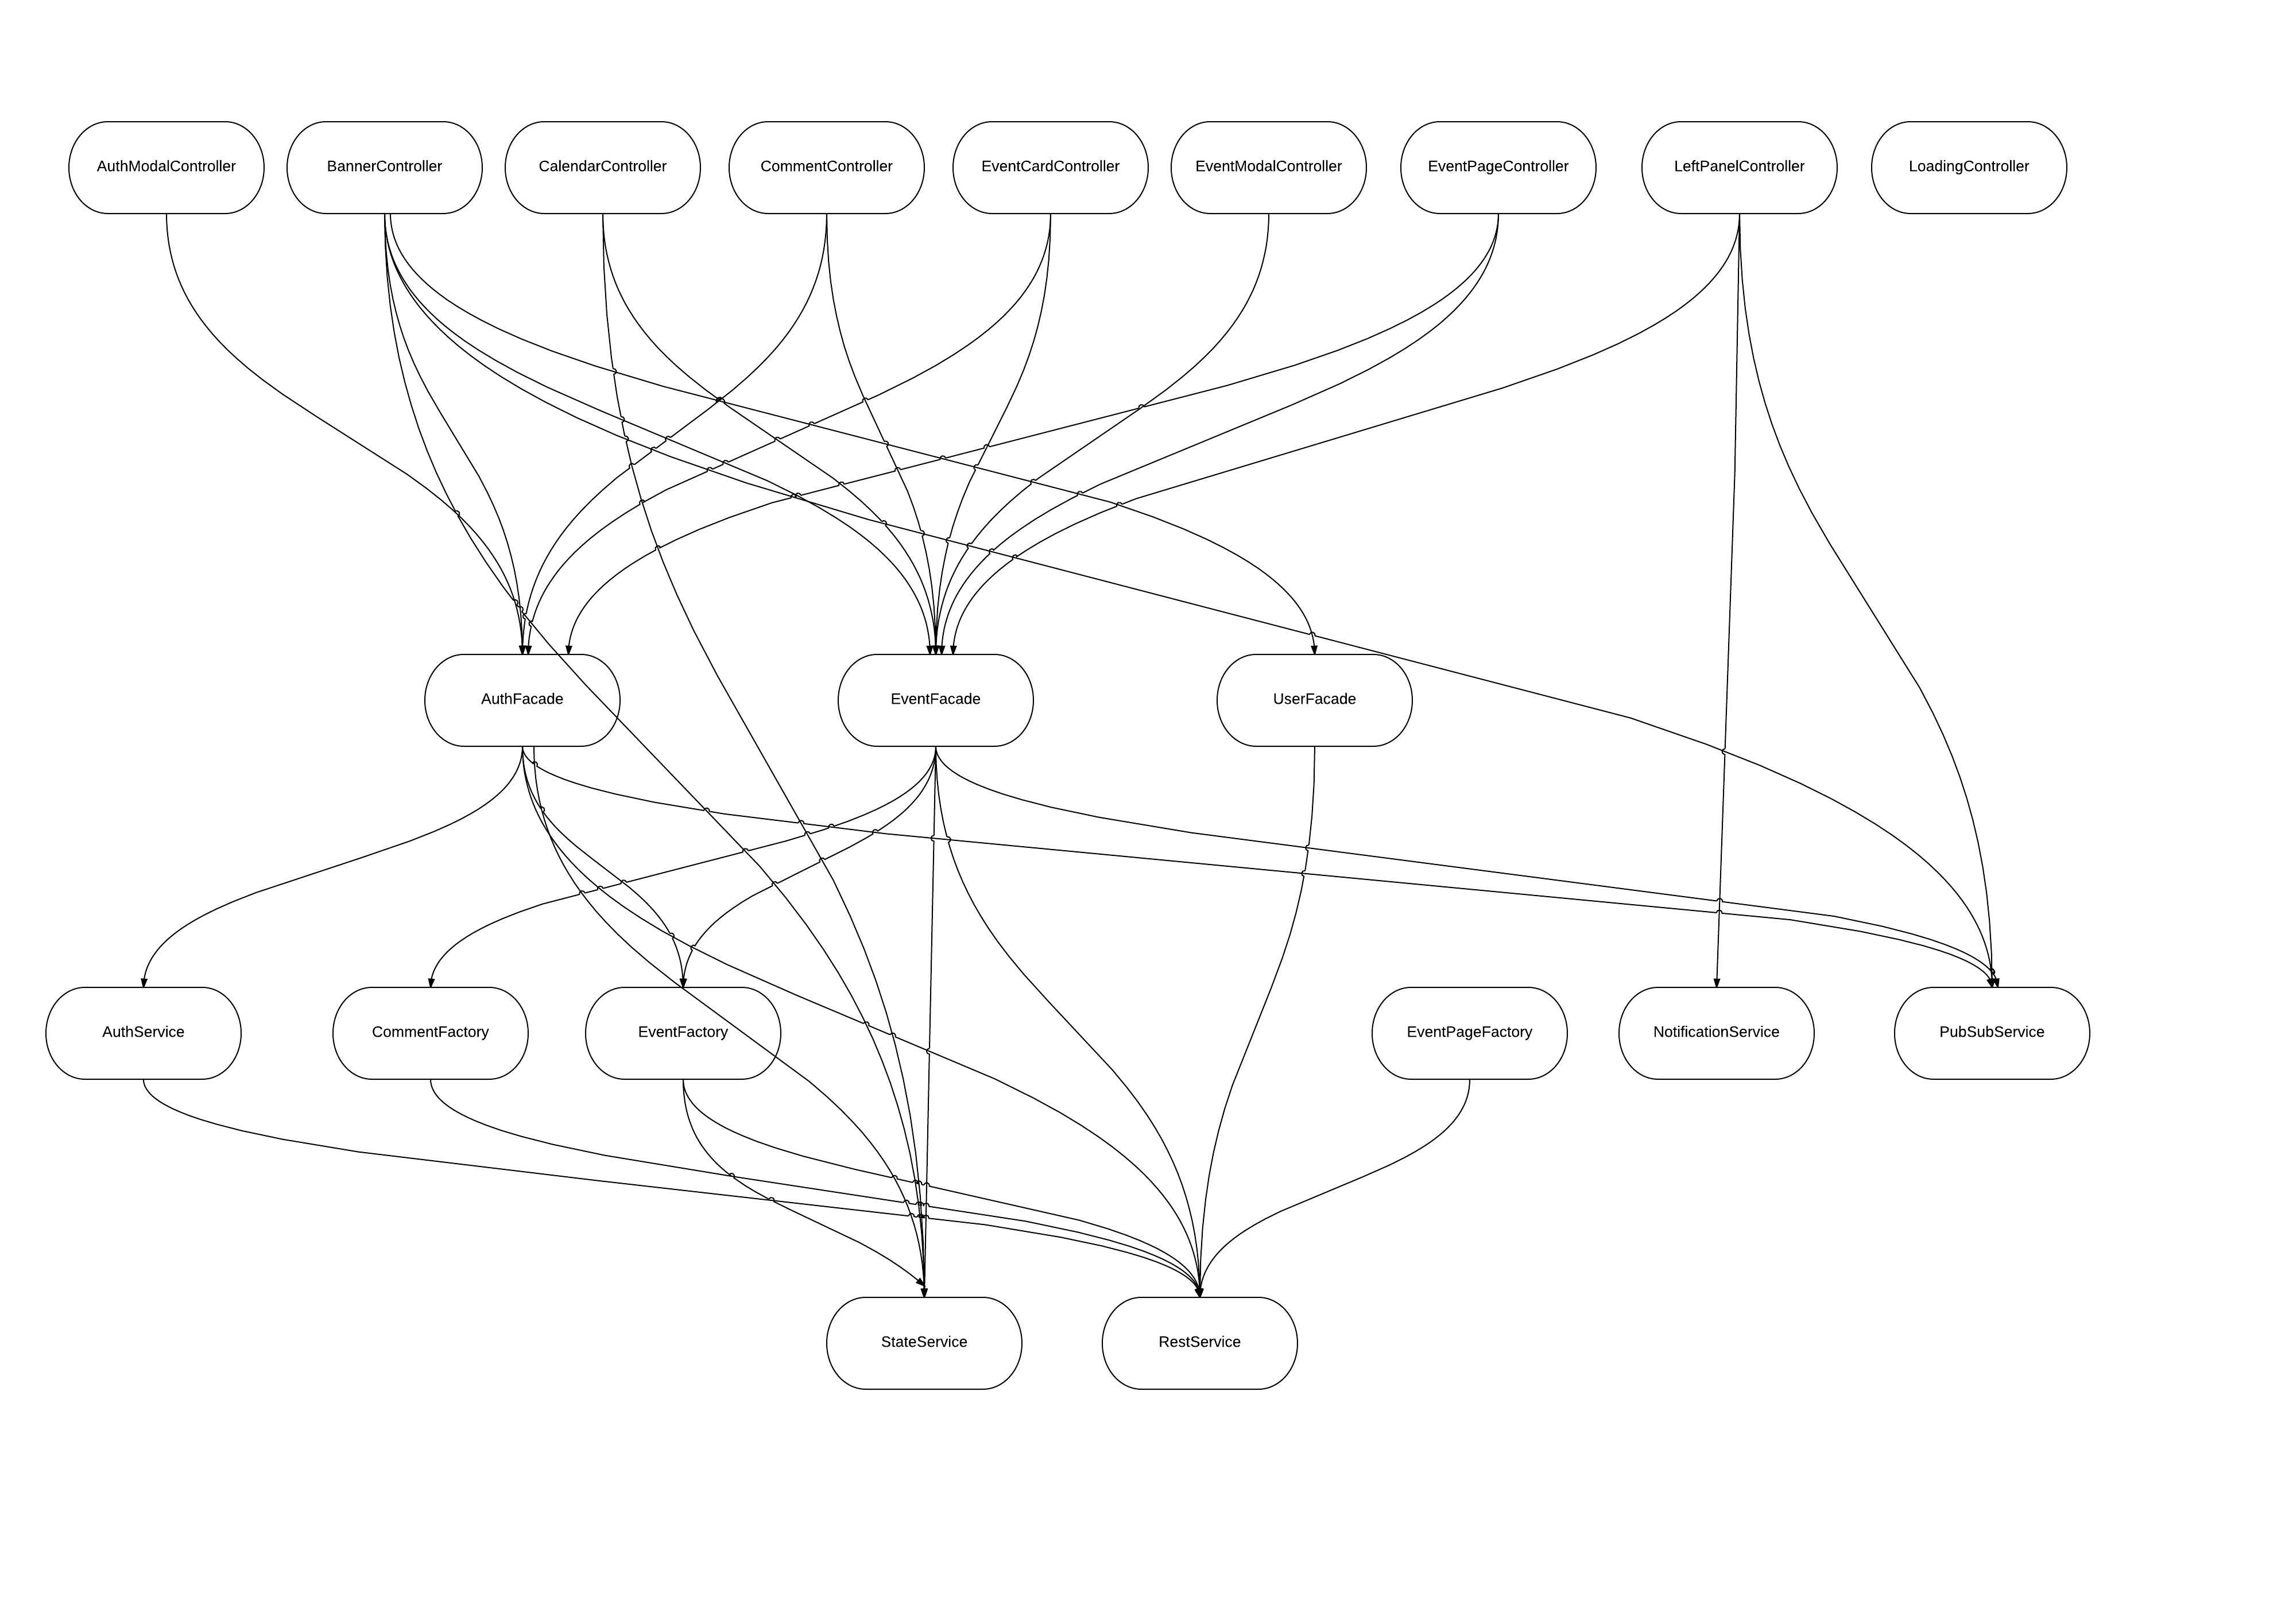 AuthModalController
BannerController
CalendarController
CommentController
EventCardController
EventModalController
EventPageController
LeftPanelController
LoadingController
AuthFacade
EventFacade
UserFacade
AuthService
CommentFactory
EventFactory
EventPageFactory
NotificationService
PubSubService
StateService
RestService